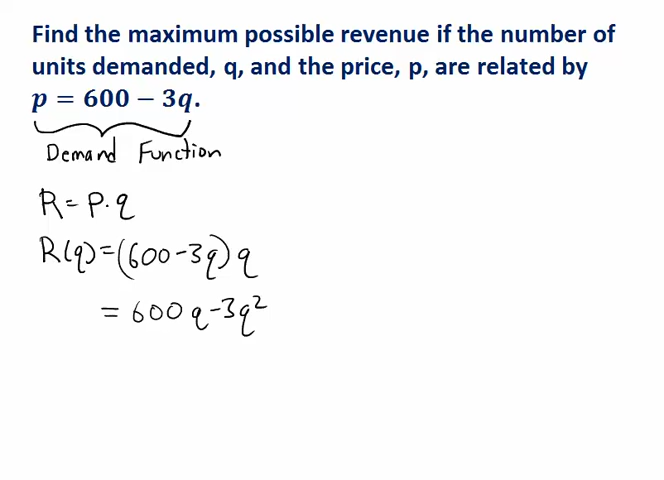 Find the maximum possible revenue if the number of
units demanded, q, and the price, p, are related by
p = 600 − 3q.
Demand Function
R = p · q
R(q) = (600 - 3q) q
= 600q - 3q²